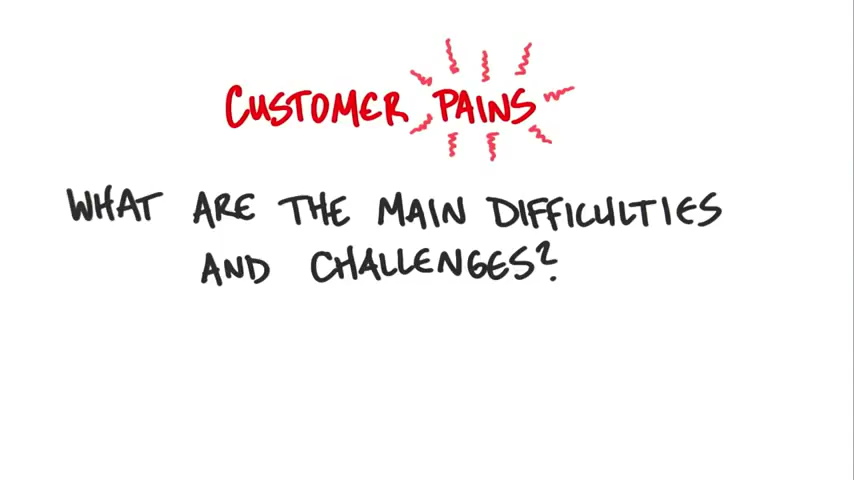 CUSTOMER PAINS
WHAT ARE THE MAIN DIFFICULTIES
AND CHALLENGES?